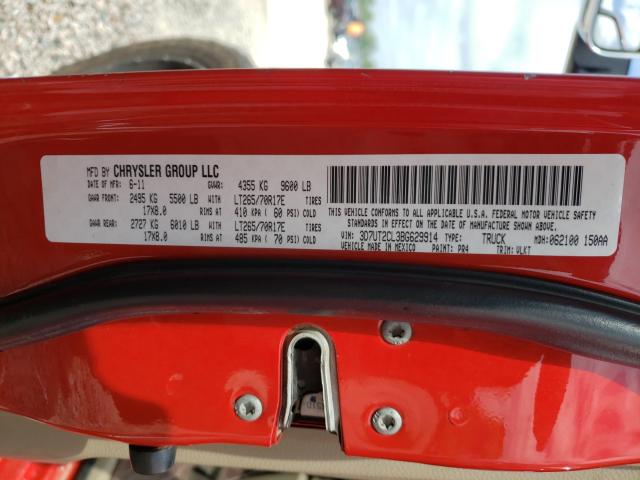 MFD BY CHRYSLER GROUP LLC
DATE OF MFR: 6-11 GVWR: 4355 KG 9600 LB
GAWR FRONT: 2495 KG 5500 LB WITH LT265/70R17E TIRES
17X8.0 RIMS AT 410 KPA ( 60 PSI) COLD
GAWR REAR: 2727 KG 6010 LB WITH LT265/70R17E TIRES
17X8.0 RIMS AT 485 KPA ( 70 PSI) COLD
THIS VEHICLE CONFORMS TO ALL APPLICABLE U.S.A. FEDERAL MOTOR VEHICLE SAFETY
STANDARDS IN EFFECT ON THE DATE OF MANUFACTURE SHOWN ABOVE.
VIN: 3D7UT2CL3BG629914 TYPE: TRUCK MDH: 062100 150AA
VEHICLE MADE IN MEXICO PAINT: PR4 TRIM: VLKT